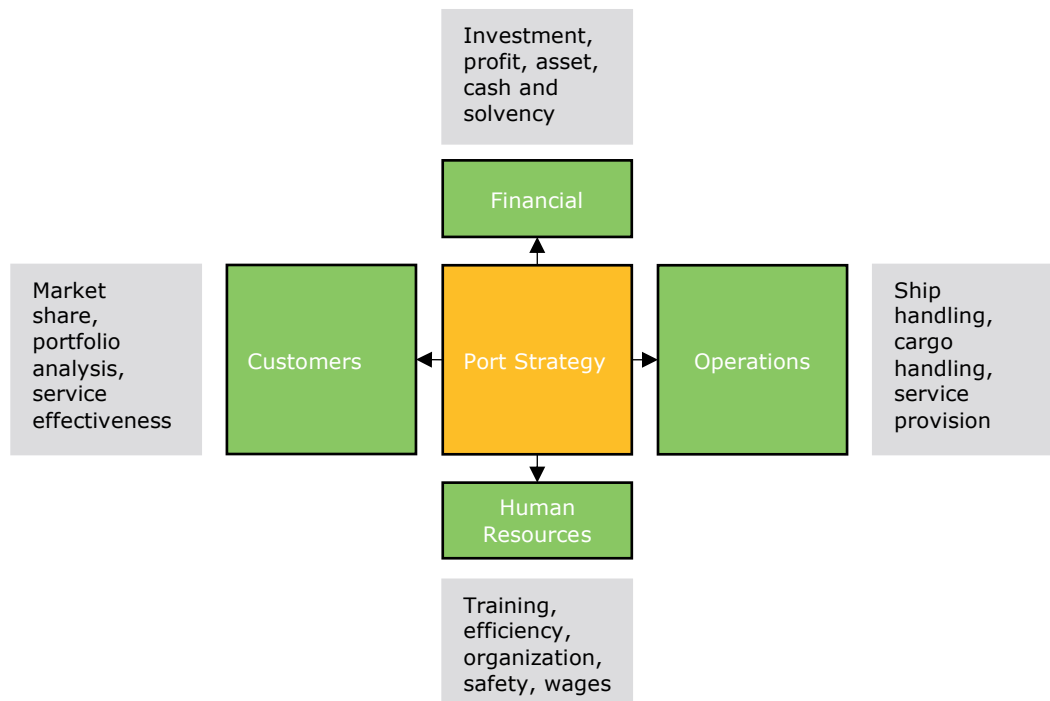 Investment,
profit, asset,
cash and
solvency
Financial
Market
share,
portfolio
analysis,
service
effectiveness
Customers
Port Strategy
Operations
Ship
handling,
cargo
handling,
service
provision
Human
Resources
Training,
efficiency,
organization,
safety, wages